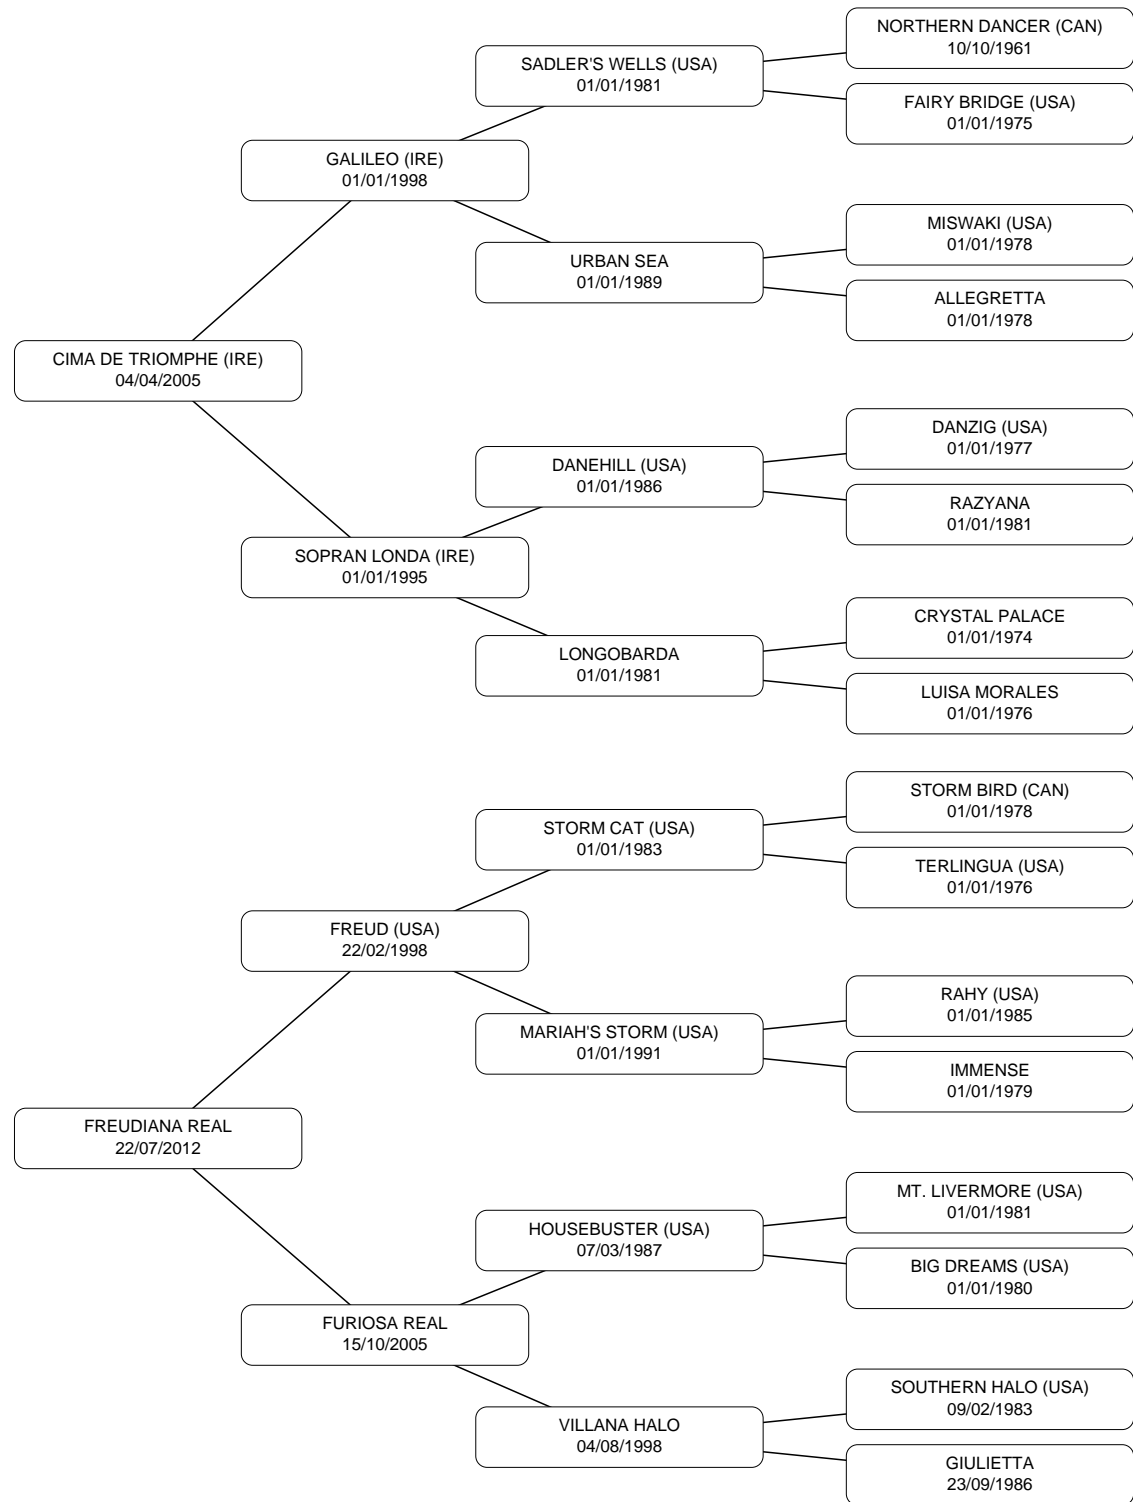 NORTHERN DANCER (CAN)
10/10/1961
SADLER'S WELLS (USA)
01/01/1981
FAIRY BRIDGE (USA)
01/01/1975
GALILEO (IRE)
01/01/1998
MISWAKI (USA)
01/01/1978
URBAN SEA
01/01/1989
ALLEGRETTA
01/01/1978
CIMA DE TRIOMPHE (IRE)
04/04/2005
DANZIG (USA)
01/01/1977
DANEHILL (USA)
01/01/1986
RAZYANA
01/01/1981
SOPRAN LONDA (IRE)
01/01/1995
CRYSTAL PALACE
01/01/1974
LONGOBARDA
01/01/1981
LUISA MORALES
01/01/1976
STORM BIRD (CAN)
01/01/1978
STORM CAT (USA)
01/01/1983
TERLINGUA (USA)
01/01/1976
FREUD (USA)
22/02/1998
RAHY (USA)
01/01/1985
MARIAH'S STORM (USA)
01/01/1991
IMMENSE
01/01/1979
FREUDIANA REAL
22/07/2012
MT. LIVERMORE (USA)
01/01/1981
HOUSEBUSTER (USA)
07/03/1987
BIG DREAMS (USA)
01/01/1980
FURIOSA REAL
15/10/2005
SOUTHERN HALO (USA)
09/02/1983
VILLANA HALO
04/08/1998
GIULIETTA
23/09/1986